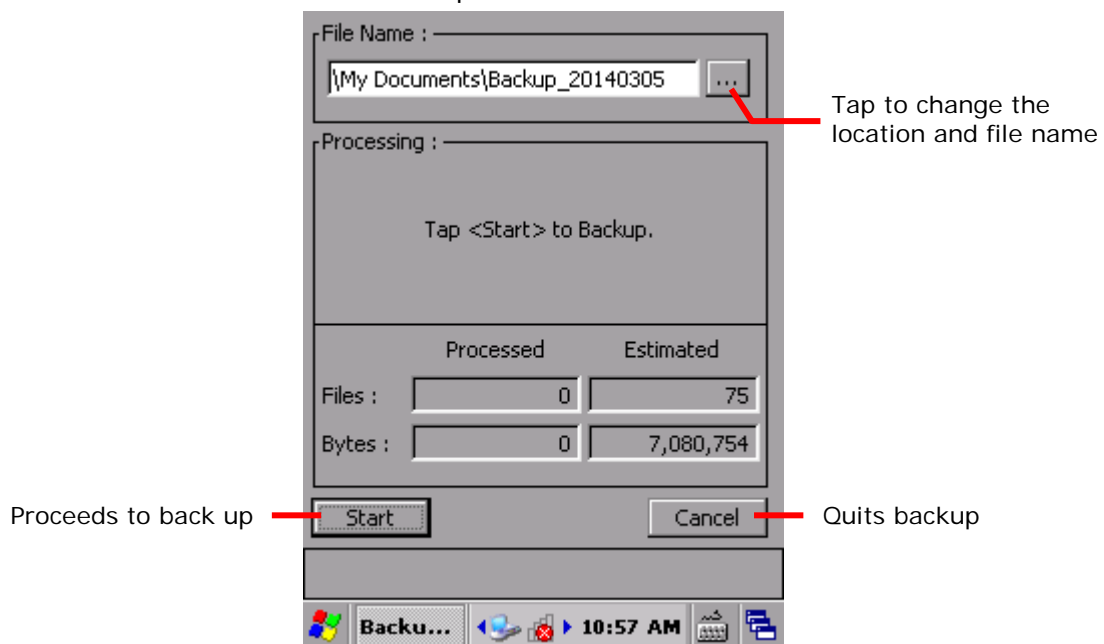 File Name :
\My Documents\Backup_20140305
...
Tap to change the
location and file name
Processing :
Tap <Start> to Backup.
Processed Estimated
Files : 0 75
Bytes : 0 7,080,754
Proceeds to back up Start Cancel Quits backup
Backu... 10:57 AM